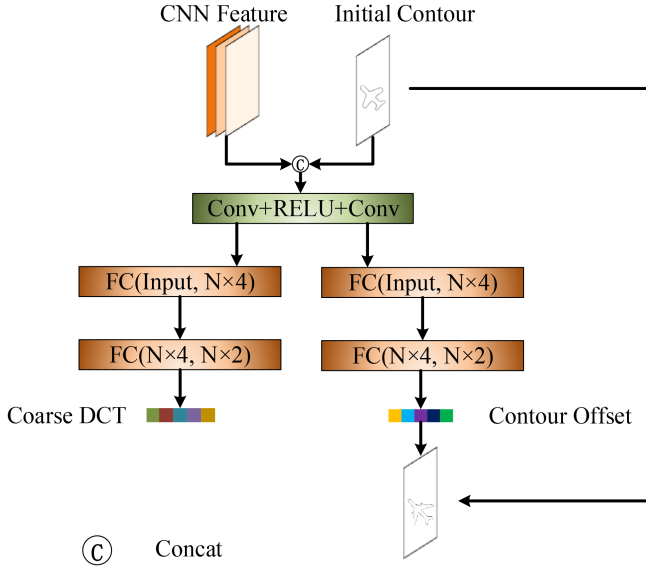 CNN Feature
Initial Contour
C
Conv+RELU+Conv
FC(Input, N×4)
FC(Input, N×4)
FC(N×4, N×2)
FC(N×4, N×2)
Coarse DCT
Contour Offset
C
Concat